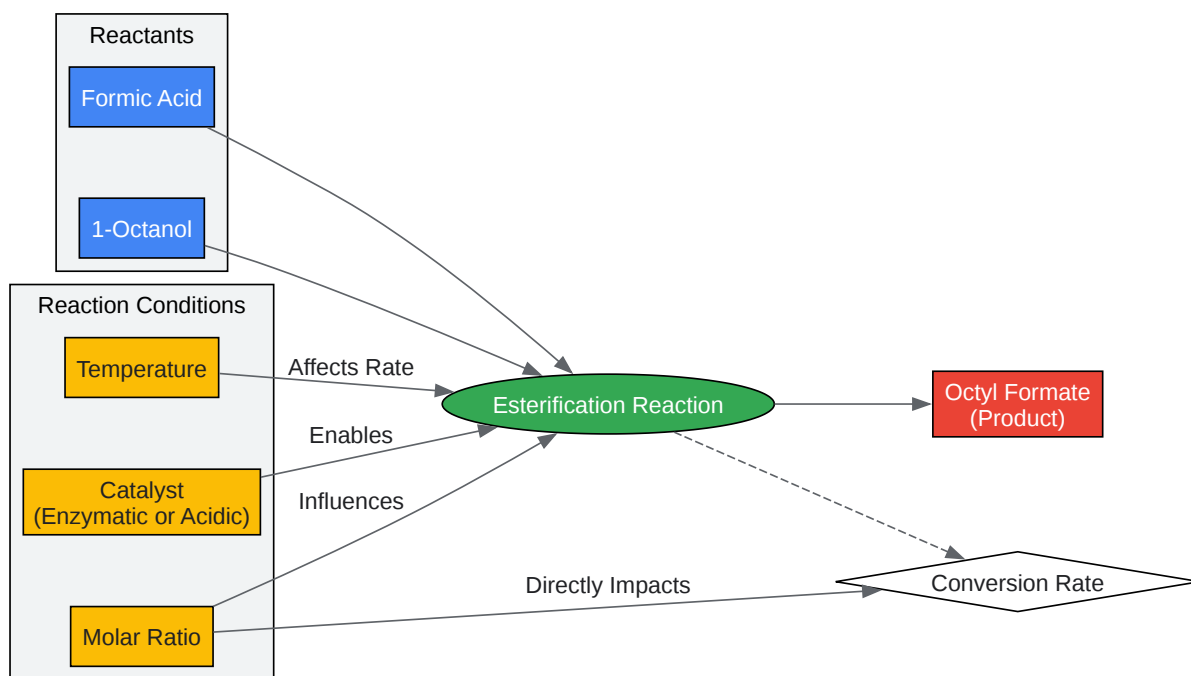 Reactants
Formic Acid
1-Octanol
Reaction Conditions
Temperature
Affects Rate
Catalyst
(Enzymatic or Acidic)
Enables
Influences
Molar Ratio
Directly Impacts
Esterification Reaction
Octyl Formate
(Product)
Conversion Rate